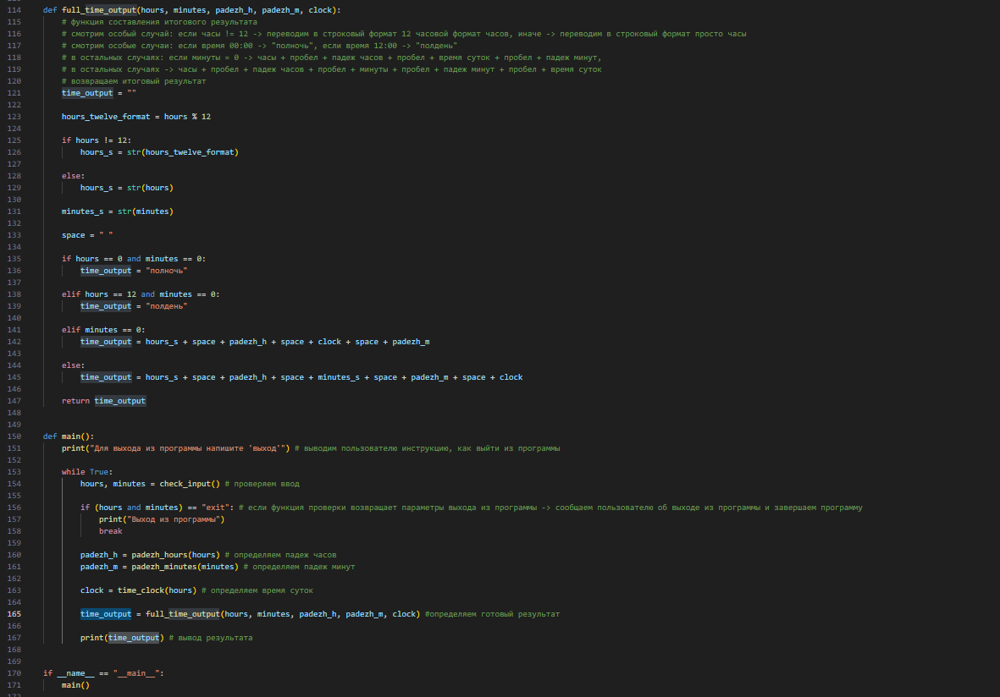 114 def full_time_output(hours, minutes, padezh_h, padezh_m, clock):
115     # функция составления итогового результата
116     # смотрим особый случай: если часы != 12 -> переводим в строковый формат 12 часовой формат часов, иначе -> переводим в строковый формат просто часы
117     # смотрим особые случаи: если время 00:00 -> "полночь", если время 12:00 -> "полдень"
118     # в остальных случаях: если минуты = 0 -> часы + пробел + падеж часов + пробел + время суток + пробел + падеж минут,
119     # в остальных случаях -> часы + пробел + падеж часов + пробел + минуты + пробел + падеж минут + пробел + время суток
120     # возвращаем итоговый результат
121     time_output = ""
122
123     hours_twelve_format = hours % 12
124
125     if hours != 12:
126         hours_s = str(hours_twelve_format)
127
128     else:
129         hours_s = str(hours)
130
131     minutes_s = str(minutes)
132
133     space = " "
134
135     if hours == 0 and minutes == 0:
136         time_output = "полночь"
137
138     elif hours == 12 and minutes == 0:
139         time_output = "полдень"
140
141     elif minutes == 0:
142         time_output = hours_s + space + padezh_h + space + clock + space + padezh_m
143
144     else:
145         time_output = hours_s + space + padezh_h + space + minutes_s + space + padezh_m + space + clock
146
147     return time_output
148
149
150 def main():
151     print("Для выхода из программы напишите 'выход'") # выводим пользователю инструкцию, как выйти из программы
152
153     while True:
154         hours, minutes = check_input() # проверяем ввод
155
156         if (hours and minutes) == "exit": # если функция проверки возвращает параметры выхода из программы -> сообщаем пользователю об выходе из программы и завершаем программу
157             print("Выход из программы")
158             break
159
160         padezh_h = padezh_hours(hours) # определяем падеж часов
161         padezh_m = padezh_minutes(minutes) # определяем падеж минут
162
163         clock = time_clock(hours) # определяем время суток
164
165         time_output = full_time_output(hours, minutes, padezh_h, padezh_m, clock) #определяем готовый результат
166
167         print(time_output) # вывод результата
168
169
170 if __name__ == "__main__":
171     main()